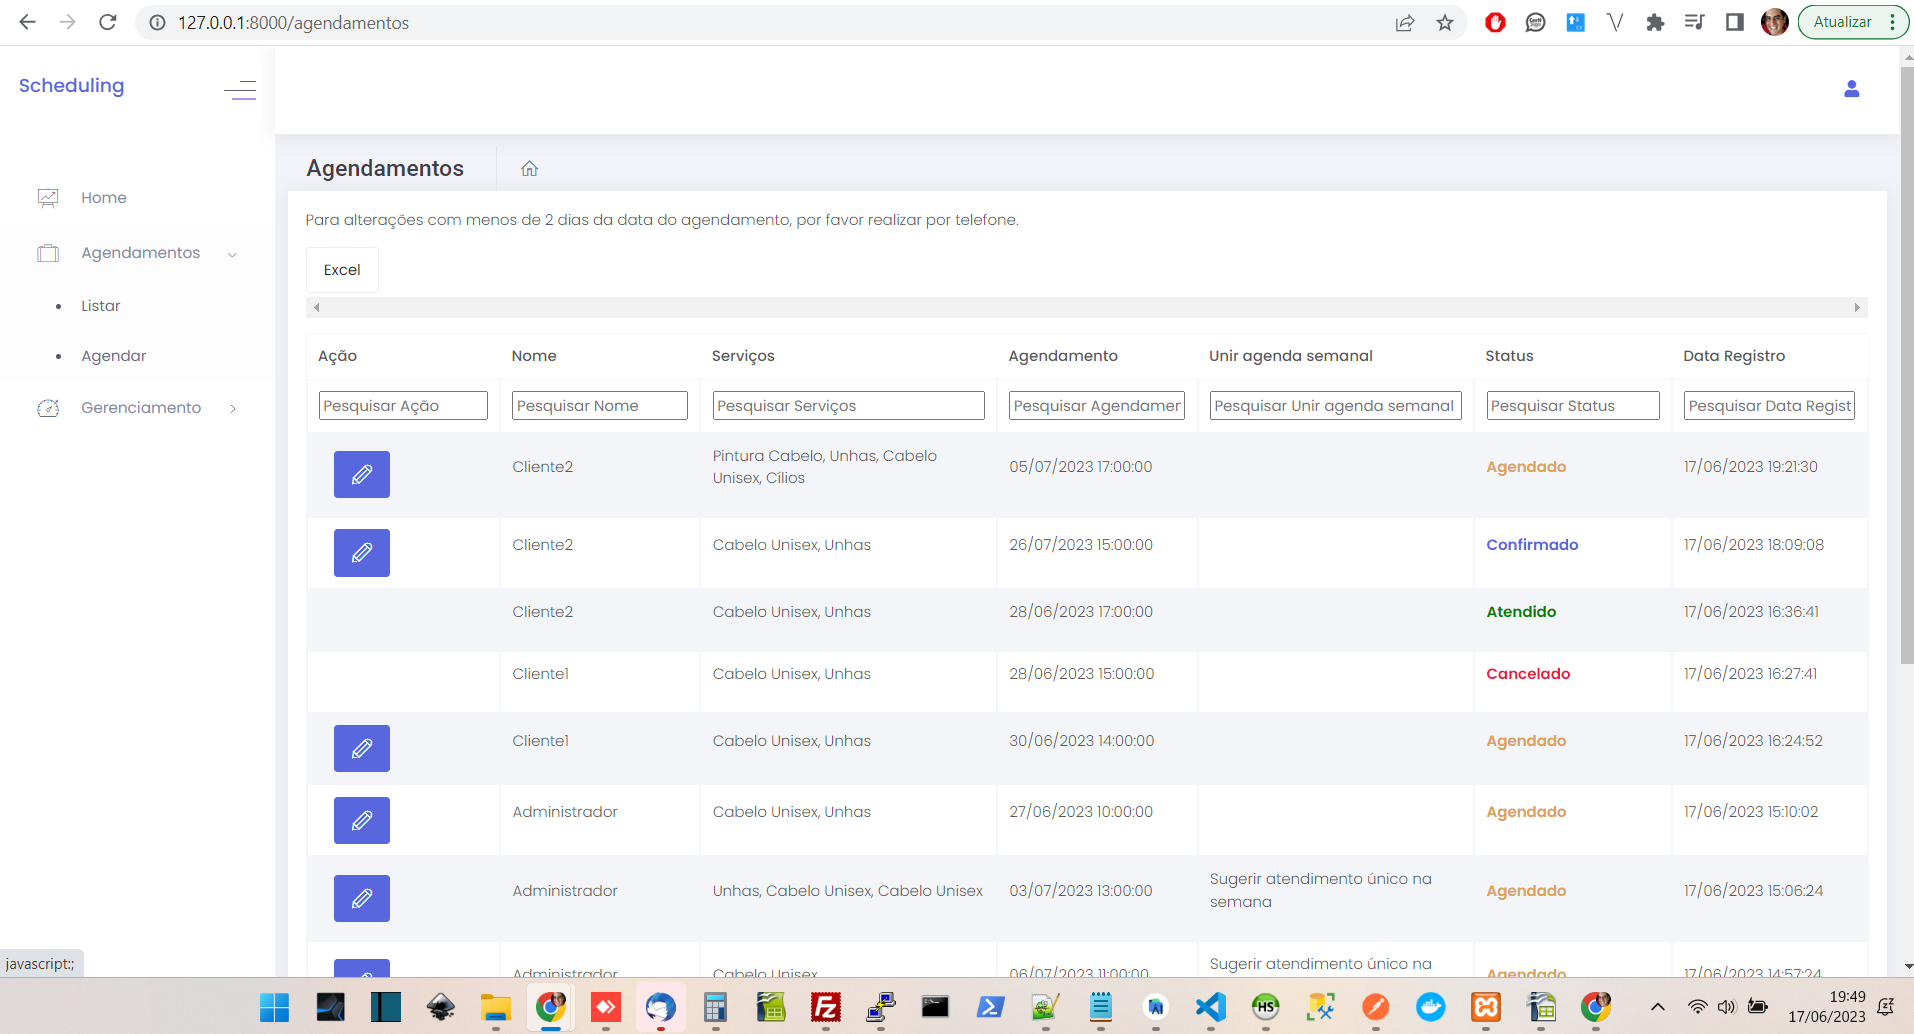 127.0.0.1:8000/agendamentos
Atualizar
Scheduling
Home
Agendamentos
Listar
Agendar
Gerenciamento
Agendamentos
Para alterações com menos de 2 dias da data do agendamento, por favor realizar por telefone.
Excel
Ação Nome Serviços Agendamento Unir agenda semanal Status Data Registro
Pesquisar Ação Pesquisar Nome Pesquisar Serviços Pesquisar Agendamer Pesquisar Unir agenda semanal Pesquisar Status Pesquisar Data Regist
Cliente2 Pintura Cabelo, Unhas, Cabelo 05/07/2023 17:00:00 Agendado 17/06/2023 19:21:30
Unisex, Cílios
Cliente2 Cabelo Unisex, Unhas 26/07/2023 15:00:00 Confirmado 17/06/2023 18:09:08
Cliente2 Cabelo Unisex, Unhas 28/06/2023 17:00:00 Atendido 17/06/2023 16:36:41
Cliente1 Cabelo Unisex, Unhas 28/06/2023 15:00:00 Cancelado 17/06/2023 16:27:41
Cliente1 Cabelo Unisex, Unhas 30/06/2023 14:00:00 Agendado 17/06/2023 16:24:52
Administrador Cabelo Unisex, Unhas 27/06/2023 10:00:00 Agendado 17/06/2023 15:10:02
Administrador Unhas, Cabelo Unisex, Cabelo Unisex 03/07/2023 13:00:00 Sugerir atendimento único na Agendado 17/06/2023 15:06:24
semana
Administrador Cabelo Unisex 06/07/2023 11:00:00 Sugerir atendimento único na Agendado 17/06/2023 14:57:24
javascript:;
HS
19:49
17/06/2023